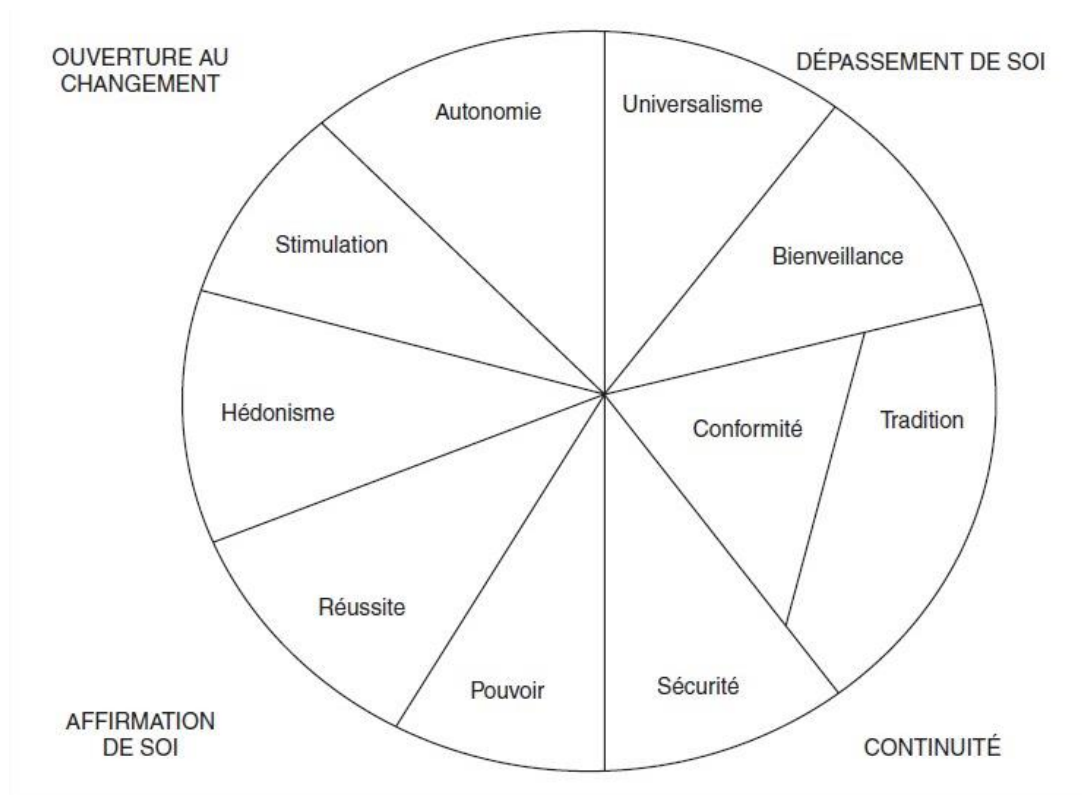 OUVERTURE AU
CHANGEMENT
DÉPASSEMENT DE SOI
Autonomie
Universalisme
Stimulation
Bienveillance
Hédonisme
Conformité
Tradition
Réussite
Pouvoir
Sécurité
AFFIRMATION
DE SOI
CONTINUITÉ